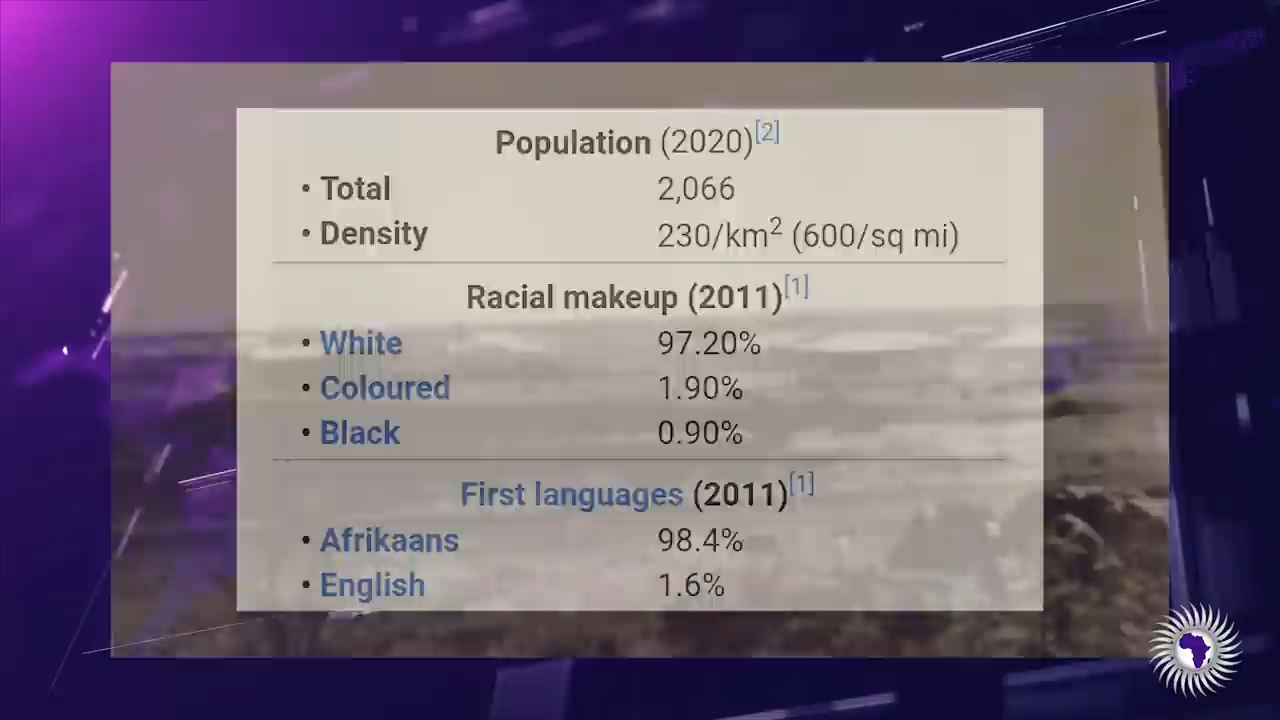 Population (2020)[2]
• Total 2,066
• Density 230/km² (600/sq mi)
Racial makeup (2011)[1]
• White 97.20%
• Coloured 1.90%
• Black 0.90%
First languages (2011)[1]
• Afrikaans 98.4%
• English 1.6%